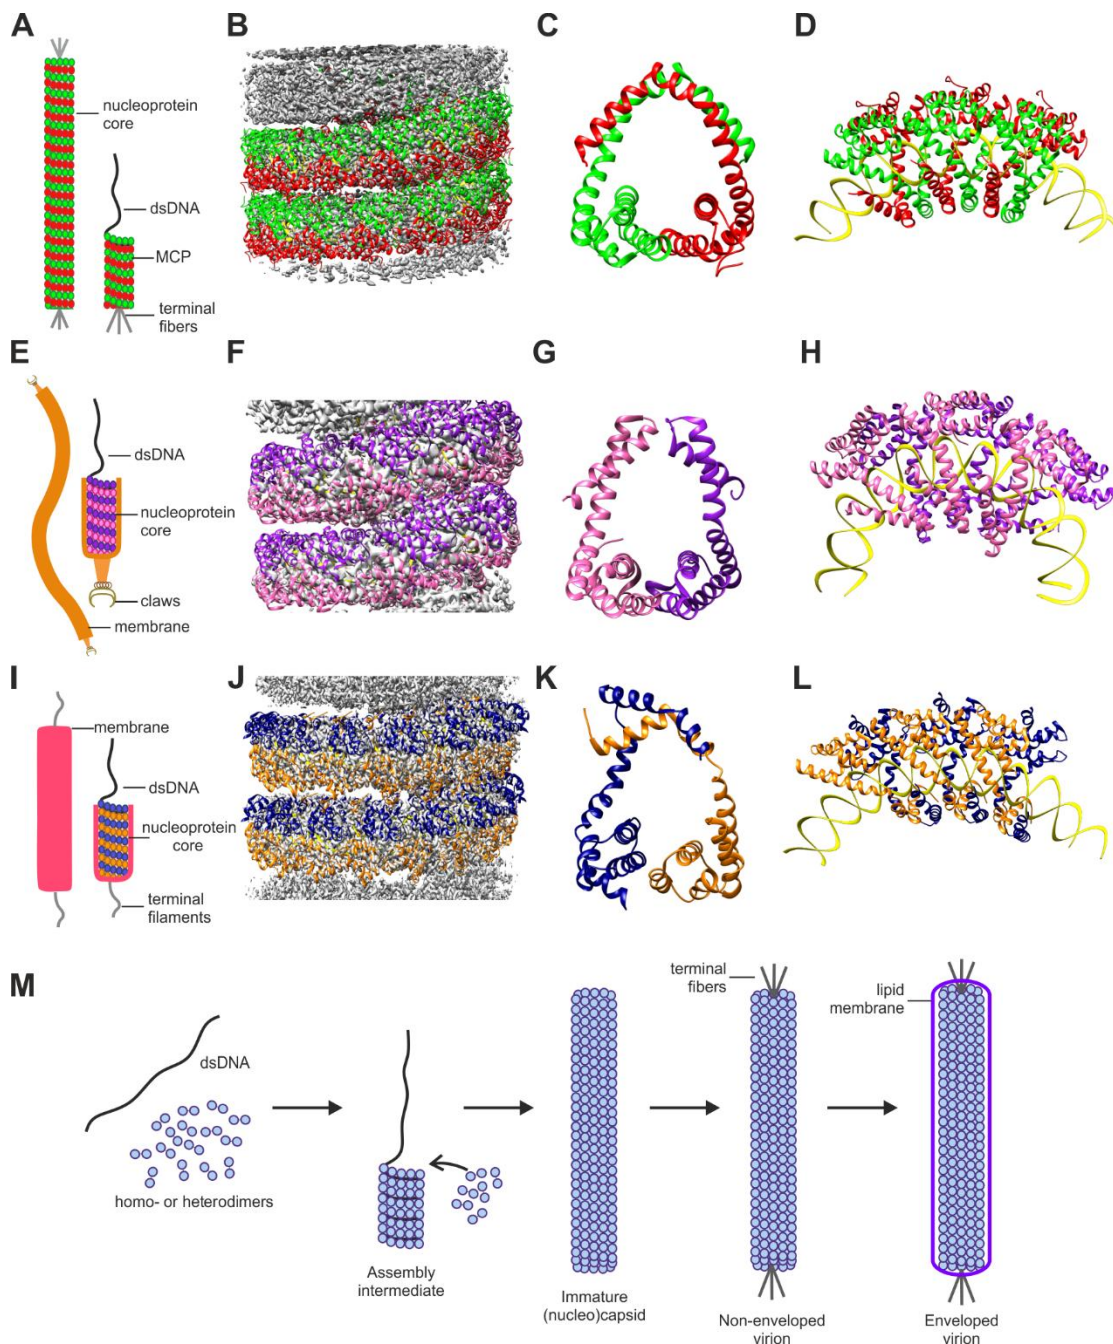 A
nucleoprotein
core
dsDNA
MCP
terminal
fibers
B
C
D
E
dsDNA
nucleoprotein
core
claws
membrane
F
G
H
I
membrane
dsDNA
nucleoprotein
core
terminal
filaments
J
K
L
M
dsDNA
homo- or heterodimers
Assembly
intermediate
Immature
(nucleo)capsid
terminal
fibers
Non-enveloped
virion
lipid
membrane
Enveloped
virion